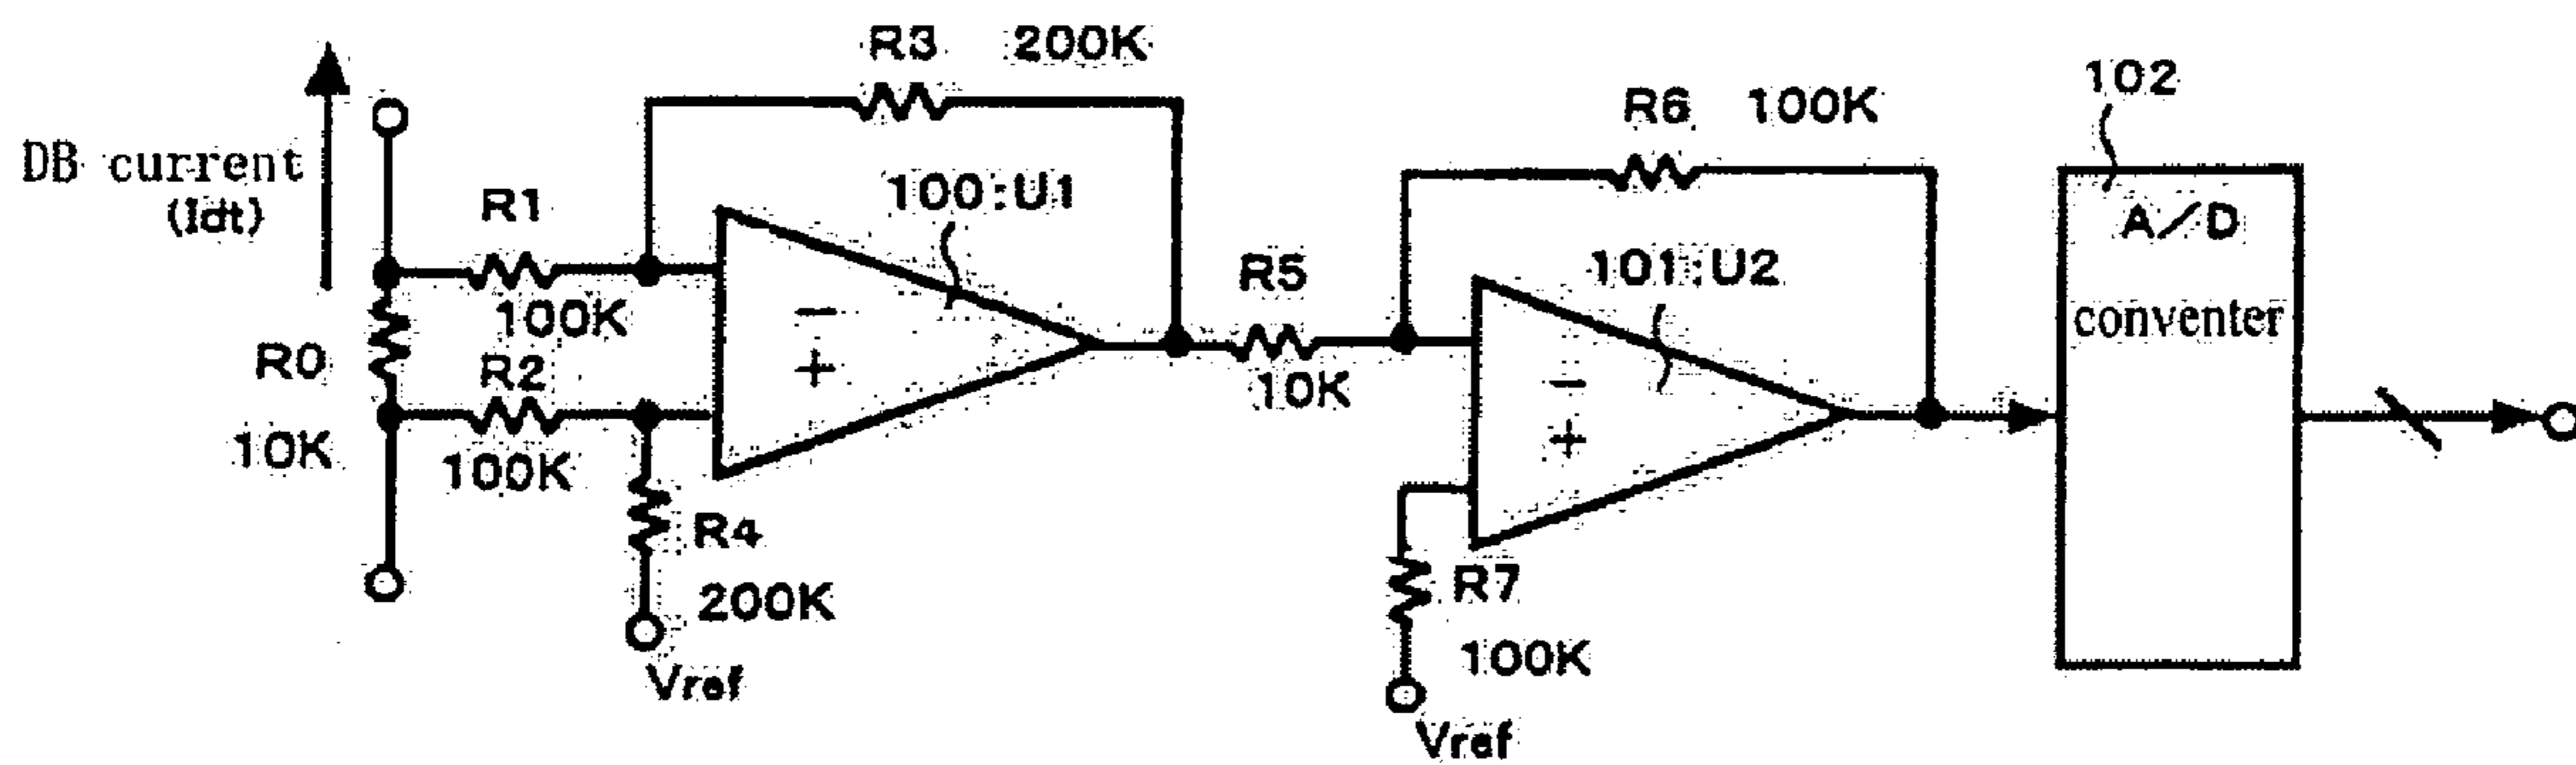 R3 200K
102
R6 100K
DB current
(Idt)
R1
100:U1
A/D
conventer
100K
R5
101:U2
R0
R2
10K
10K
100K
R4
200K
R7
100K
Vref
Vref